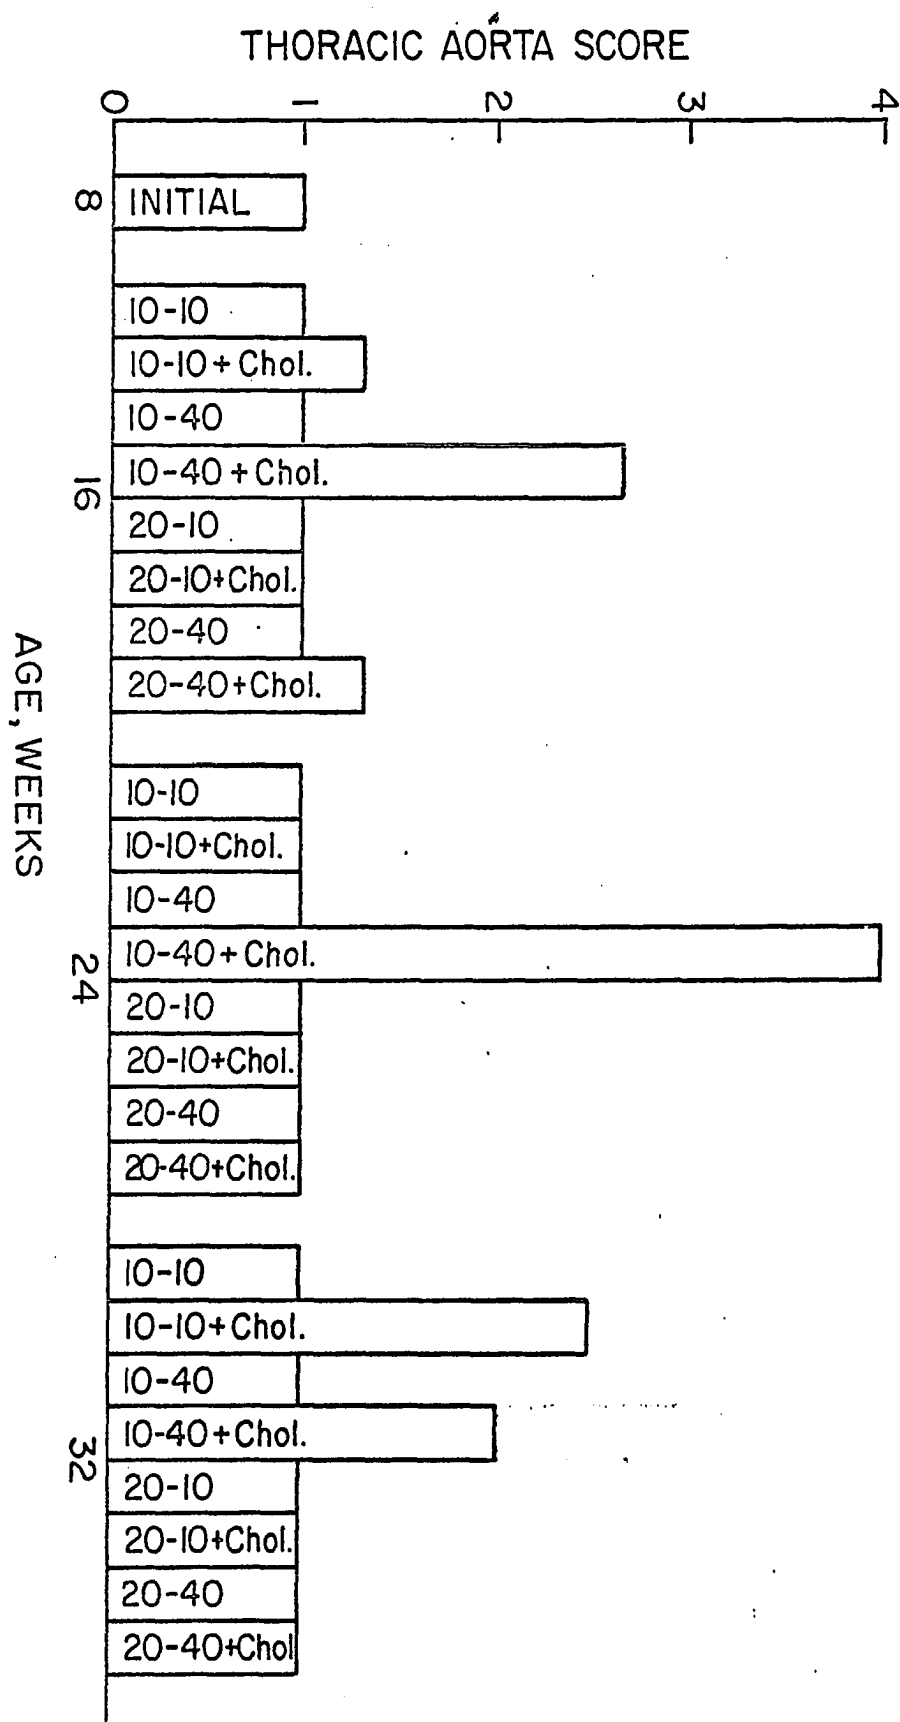 THORACIC AORTA SCORE
0 1 2 3 4
8
INITIAL
10-10
10-10+Chol.
10-40
10-40+Chol.
16
20-10
20-10+Chol.
20-40
20-40+Chol.
AGE, WEEKS
10-10
10-10+Chol.
10-40
10-40+Chol.
24
20-10
20-10+Chol.
20-40
20-40+Chol.
10-10
10-10+Chol.
10-40
10-40+Chol.
32
20-10
20-10+Chol.
20-40
20-40+Chol